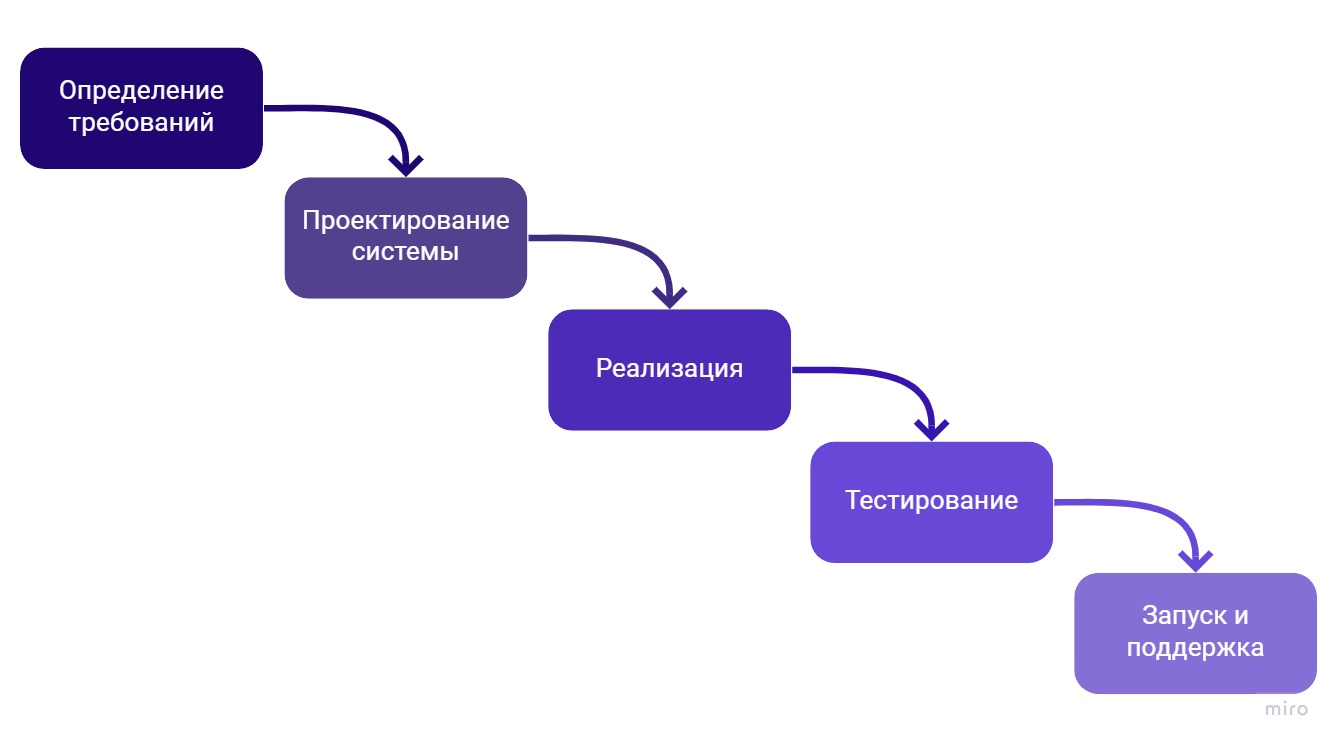 Определение
требований
Проектирование
системы
Реализация
Тестирование
Запуск и
поддержка
miro